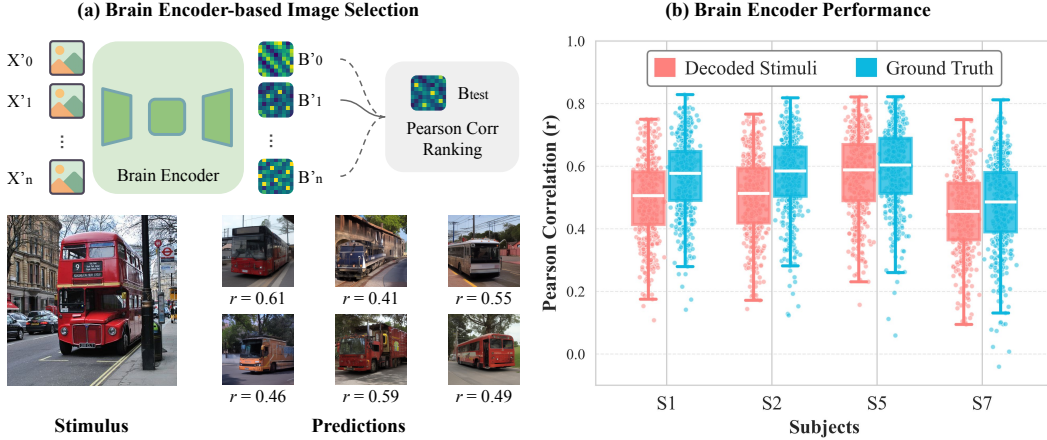 (a) Brain Encoder-based Image Selection
X'0
X'1
⋮
X'n
Brain Encoder
B'0
B'1
⋮
B'n
Btest
Pearson Corr
Ranking
9
r = 0.61
r = 0.41
r = 0.55
r = 0.46
r = 0.59
r = 0.49
Stimulus
Predictions
(b) Brain Encoder Performance
Decoded Stimuli
Ground Truth
Pearson Correlation (r)
1.0
0.8
0.6
0.4
0.2
0.0
S1
S2
S5
S7
Subjects